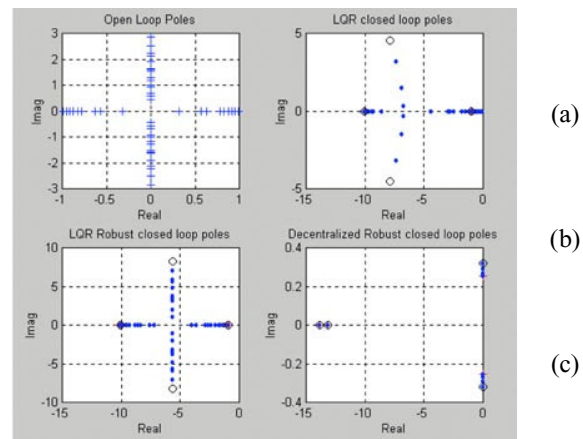 Open Loop Poles
3
2
1
0
-1
-2
-3
Imag
-1 -0.5 0 0.5 1
Real
LQR closed loop poles
5
0
-5
Imag
-15 -10 -5 0
Real
(a)
LQR Robust closed loop poles
10
5
0
-5
-10
Imag
-15 -10 -5 0
Real
Decentralized Robust closed loop poles
0.4
0.2
0
-0.2
-0.4
Imag
-15 -10 -5 0
Real
(b)
(c)